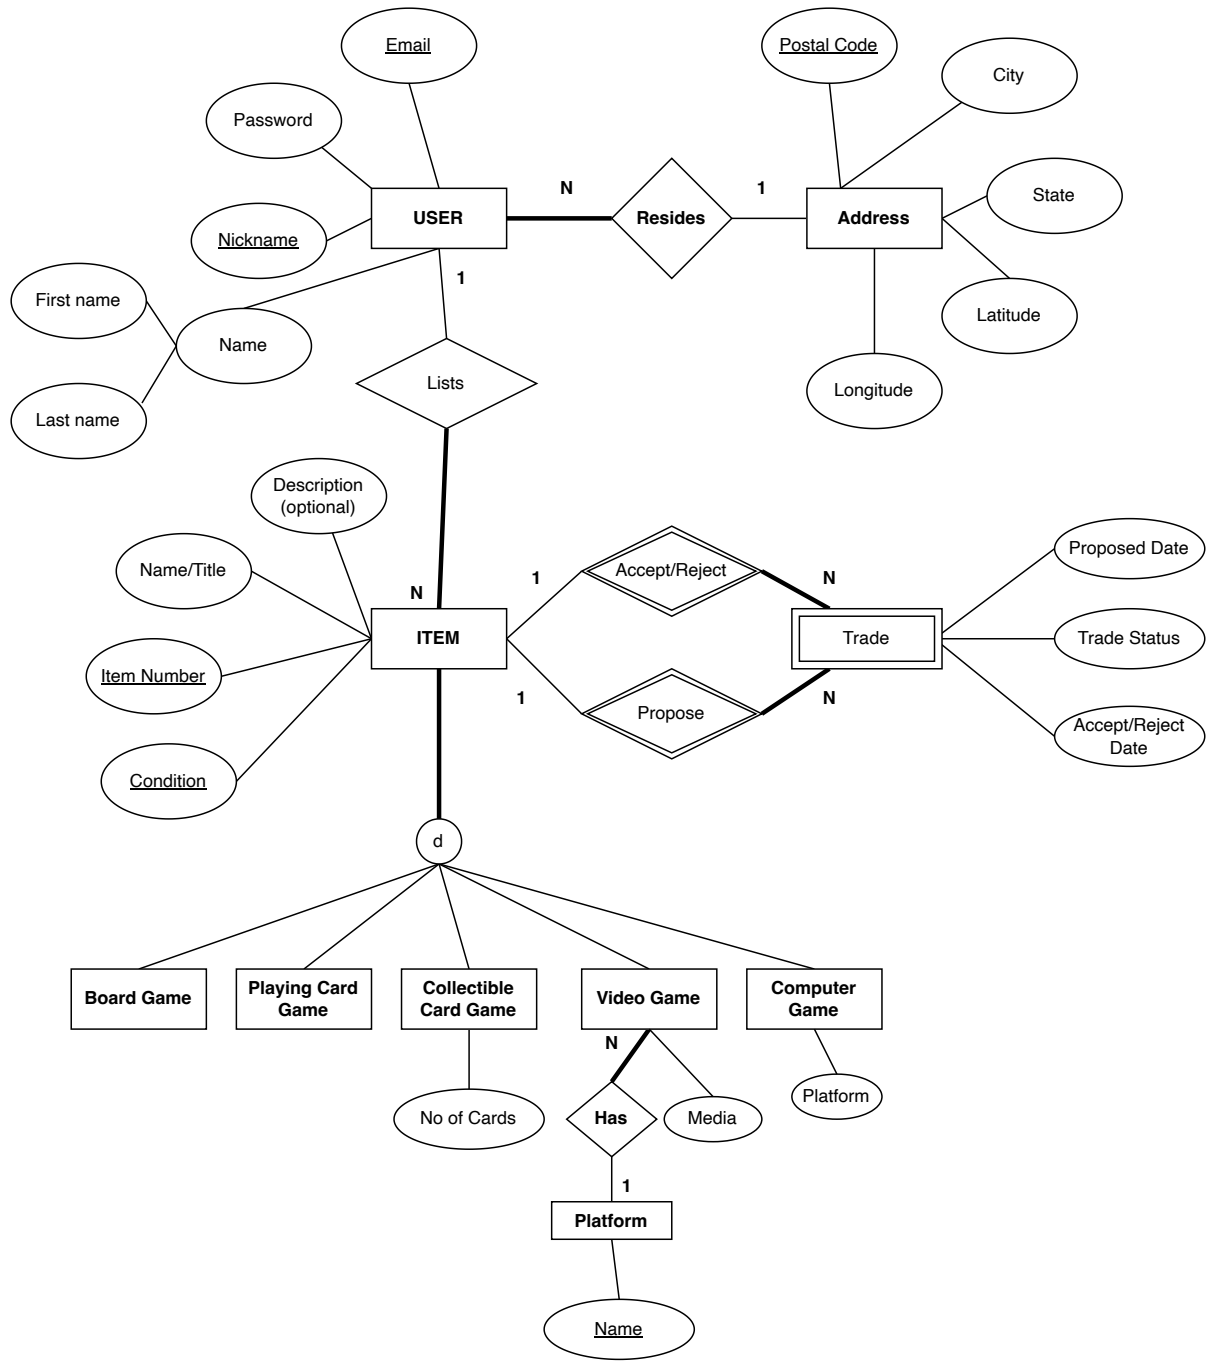 Email
Postal Code
City
Password
State
N
1
USER
Resides
Address
Nickname
1
First name
Name
Latitude
Lists
Longitude
Last name
Description
(optional)
Proposed Date
Name/Title
Accept/Reject
1
N
N
ITEM
Trade
Trade Status
Item Number
1
N
Propose
Accept/Reject
Date
Condition
d
Board Game
Playing Card
Game
Collectible
Card Game
Video Game
Computer
Game
N
Platform
No of Cards
Has
Media
1
Platform
Name